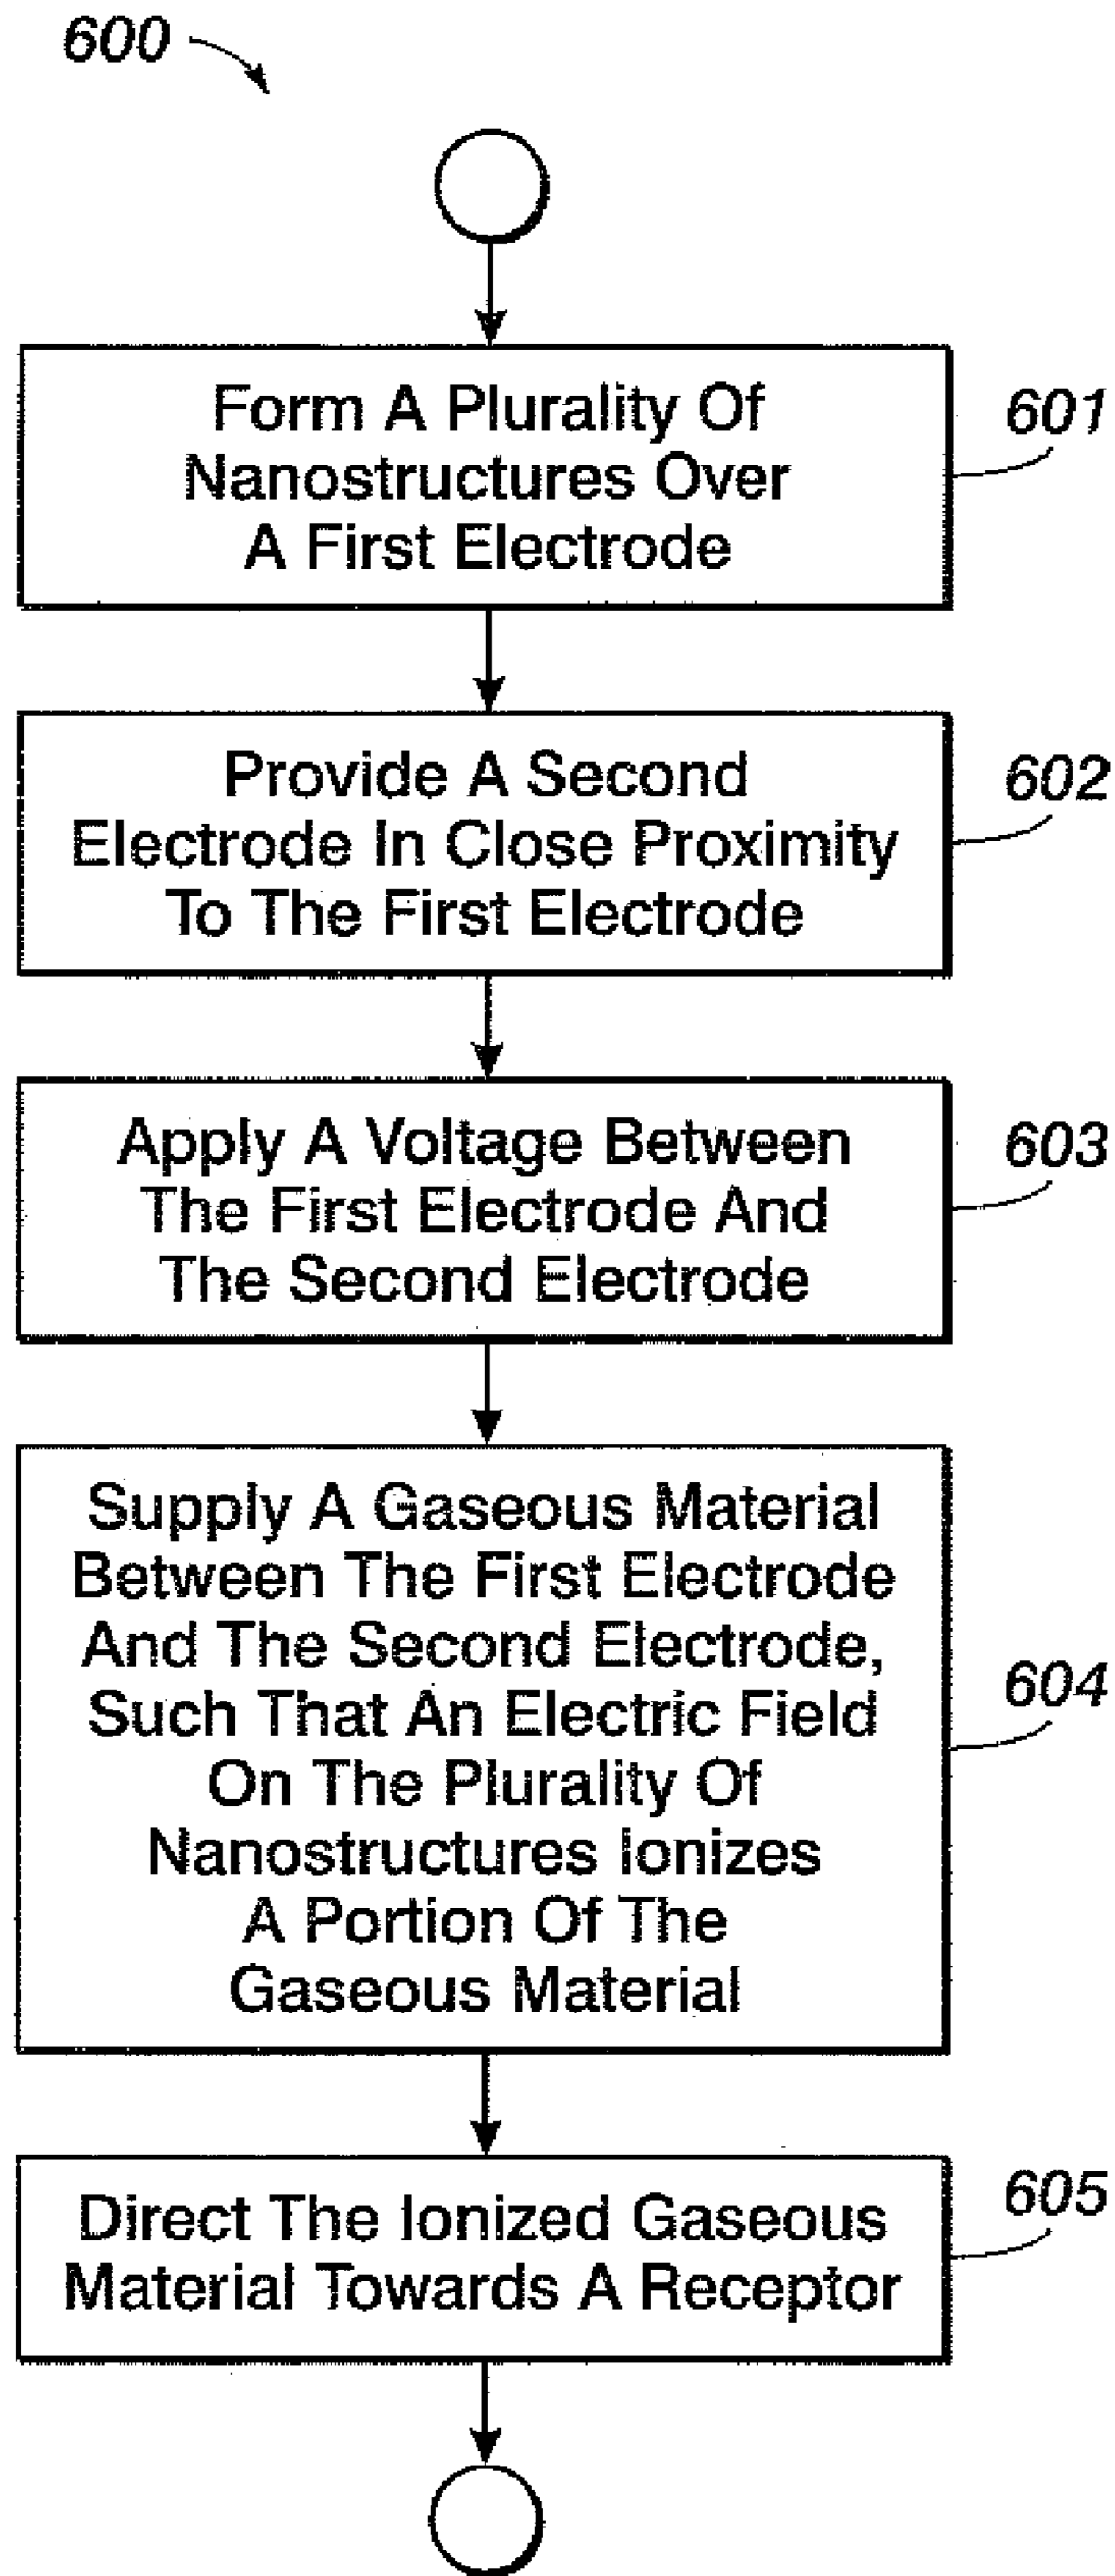 600
Form A Plurality Of
Nanostructures Over
A First Electrode
601
Provide A Second
Electrode In Close Proximity
To The First Electrode
602
Apply A Voltage Between
The First Electrode And
The Second Electrode
603
Supply A Gaseous Material
Between The First Electrode
And The Second Electrode,
Such That An Electric Field
On The Plurality Of
Nanostructures Ionizes
A Portion Of The
Gaseous Material
604
Direct The Ionized Gaseous
Material Towards A Receptor
605